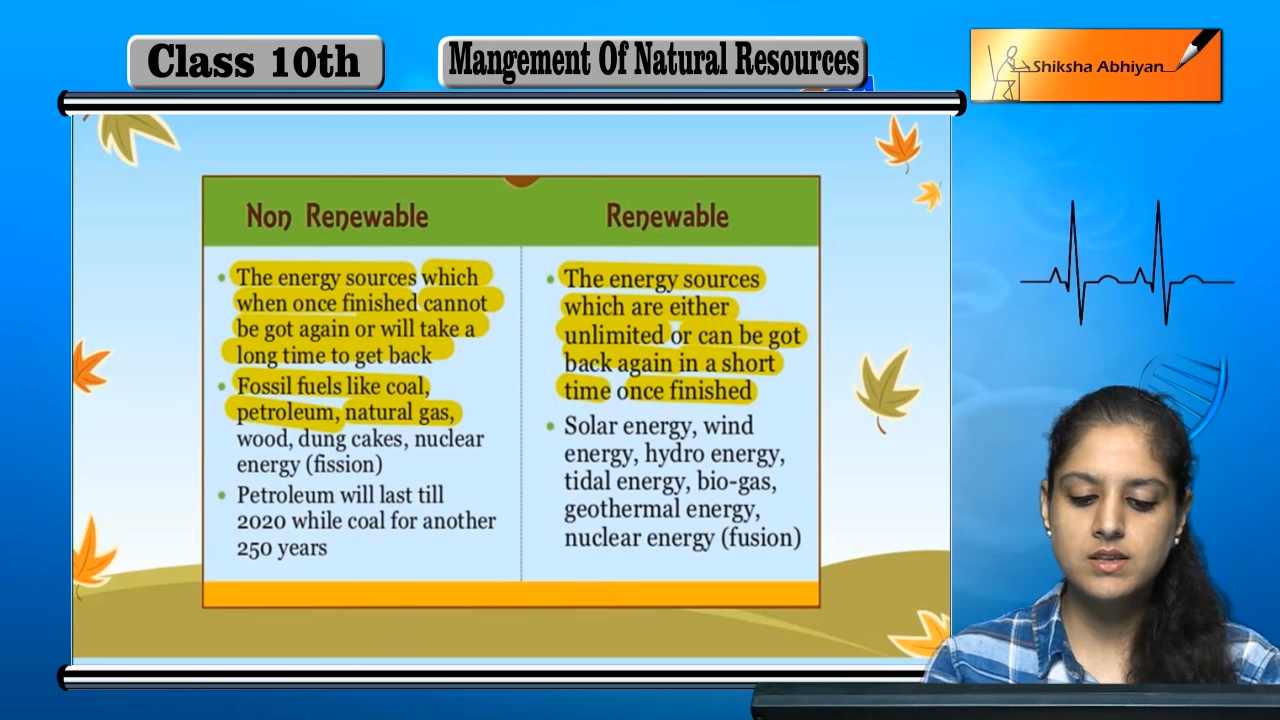 Class 10th
Mangement Of Natural Resources
Shiksha Abhiyan
Non Renewable
Renewable
• The energy sources which
when once finished cannot
be got again or will take a
long time to get back
• Fossil fuels like coal,
petroleum, natural gas,
wood, dung cakes, nuclear
energy (fission)
• Petroleum will last till
2020 while coal for another
250 years
• The energy sources
which are either
unlimited or can be got
back again in a short
time once finished
• Solar energy, wind
energy, hydro energy,
tidal energy, bio-gas,
geothermal energy,
nuclear energy (fusion)